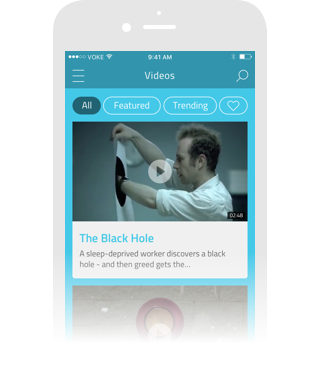 VOKE
9:41 AM
Videos
All
Featured
Trending
02:48
The Black Hole
A sleep-deprived worker discovers a black
hole - and then greed gets the...